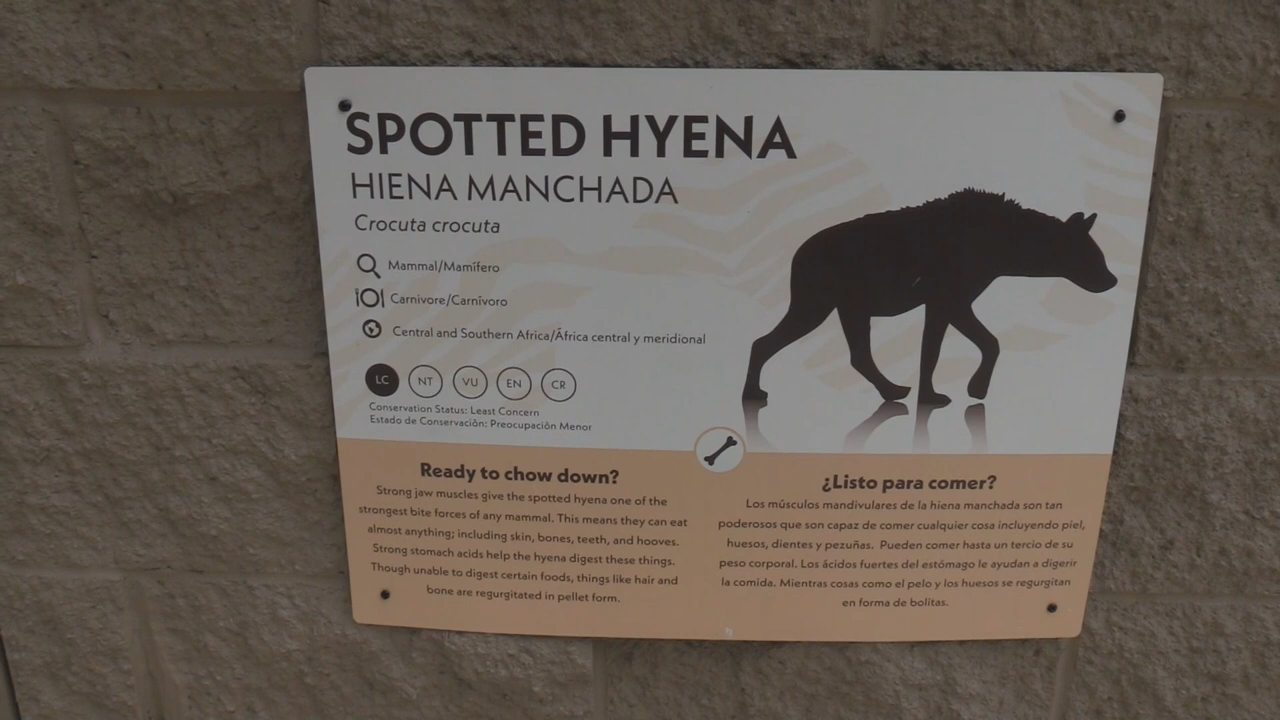 SPOTTED HYENA
HIENA MANCHADA
Crocuta crocuta
Mammal/Mamífero
Carnivore/Carnívoro
Central and Southern Africa/África central y meridional
LC NT VU EN CR
Conservation Status: Least Concern
Estado de Conservaciòn: Preocupaciòn Menor
Ready to chow down?
Strong jaw muscles give the spotted hyena one of the
strongest bite forces of any mammal. This means they can eat
almost anything; including skin, bones, teeth, and hooves.
Strong stomach acids help the hyena digest these things.
Though unable to digest certain foods, things like hair and
bone are regurgitated in pellet form.
¿Listo para comer?
Los músculos mandivulares de la hiena manchada son tan
poderosos que son capaz de comer cualquier cosa incluyendo piel,
huesos, dientes y pezuñas. Pueden comer hasta un tercio de su
peso corporal. Los ácidos fuertes del estómago le ayudan a digerir
la comida. Mientras cosas como el pelo y los huesos se regurgitan
en forma de bolitas.